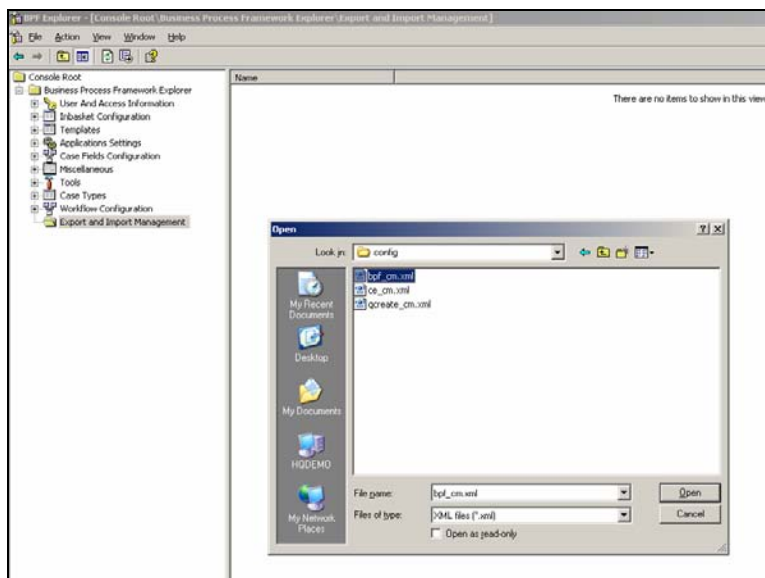 BPF Explorer - [Console Root\Business Process Framework Explorer\Export and Import Management]
File Action View Window Help
Console Root
Business Process Framework Explorer
User And Access Information
Inbasket Configuration
Templates
Applications Settings
Case Fields Configuration
Miscellaneous
Tools
Case Types
Workflow Configuration
Export and Import Management
Name
There are no items to show in this view
Open
Look in: config
bpf_cm.xml
ce_cm.xml
qcreate_cm.xml
My Recent Documents
Desktop
My Documents
HQDEMO
My Network Places
File name: bpf_cm.xml Open
Files of type: XML files (*.xml) Cancel
Open as read-only